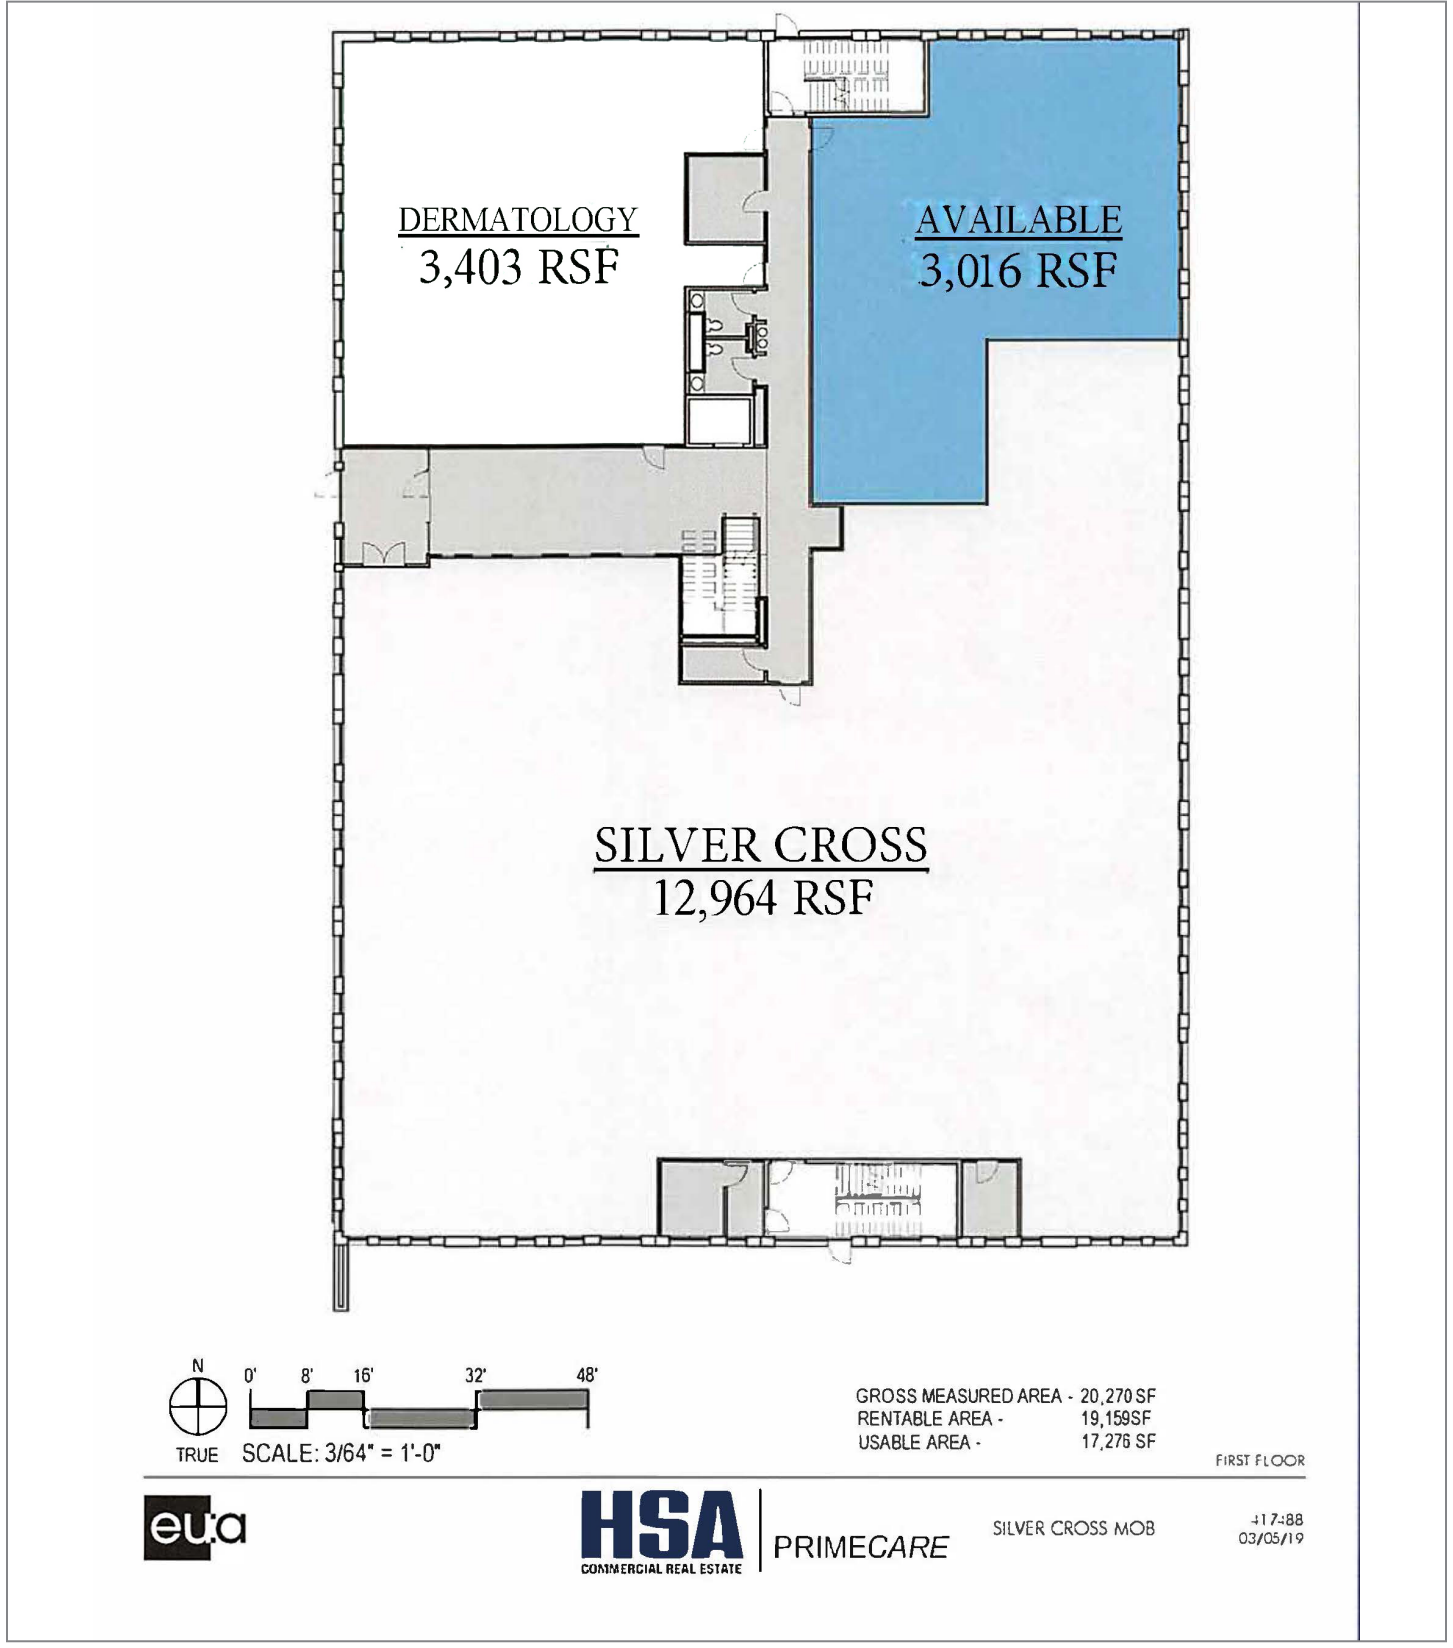 DERMATOLOGY
3,403 RSF
AVAILABLE
3,016 RSF
SILVER CROSS
12,964 RSF
N
0' 8' 16' 32' 48'
TRUE SCALE: 3/64" = 1'-0"
GROSS MEASURED AREA - 20,270 SF
RENTABLE AREA - 19,159SF
USABLE AREA - 17,276 SF
FIRST FLOOR
eua
HSA
COMMERCIAL REAL ESTATE
PRIMECARE
SILVER CROSS MOB
03/05/19